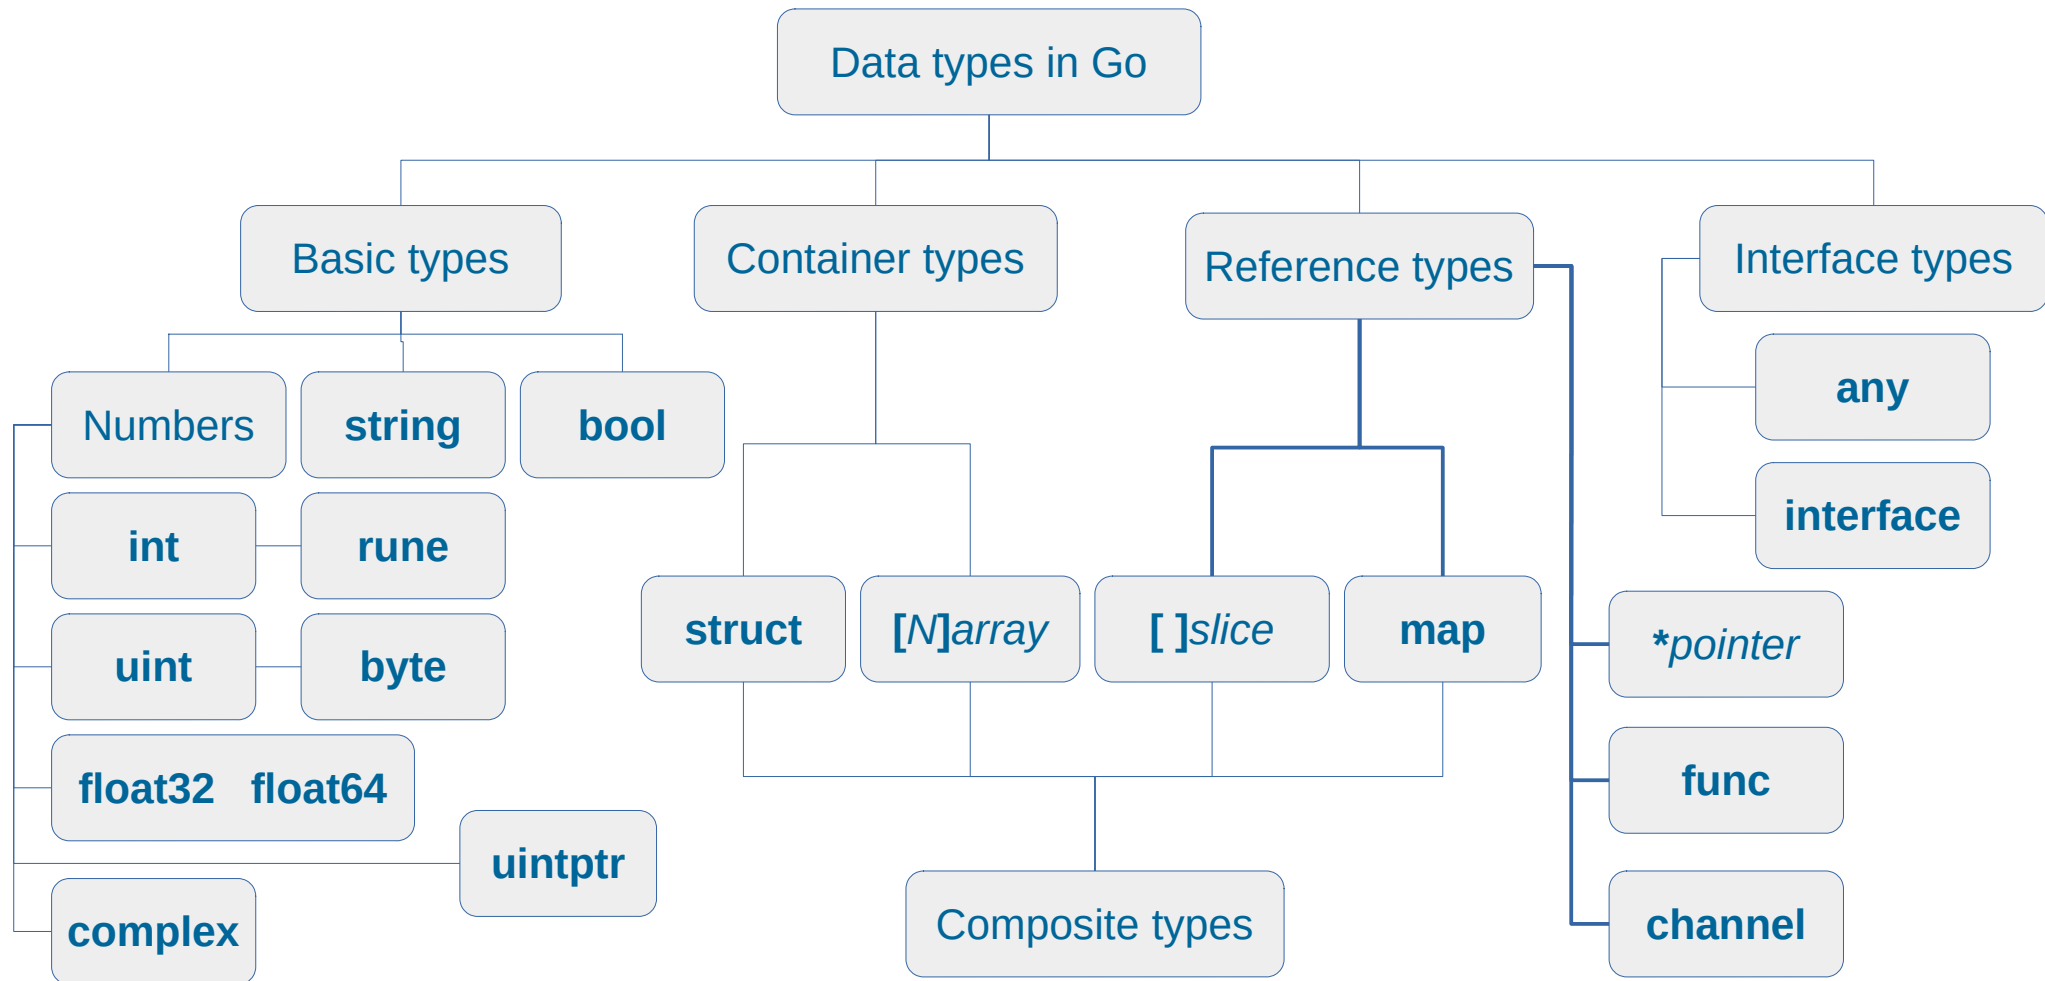 Data types in Go
Basic types
Container types
Reference types
Interface types
Numbers
string
bool
any
interface
int
rune
uint
byte
float32 float64
uintptr
complex
struct
[N]array
[ ]slice
map
*pointer
func
channel
Composite types